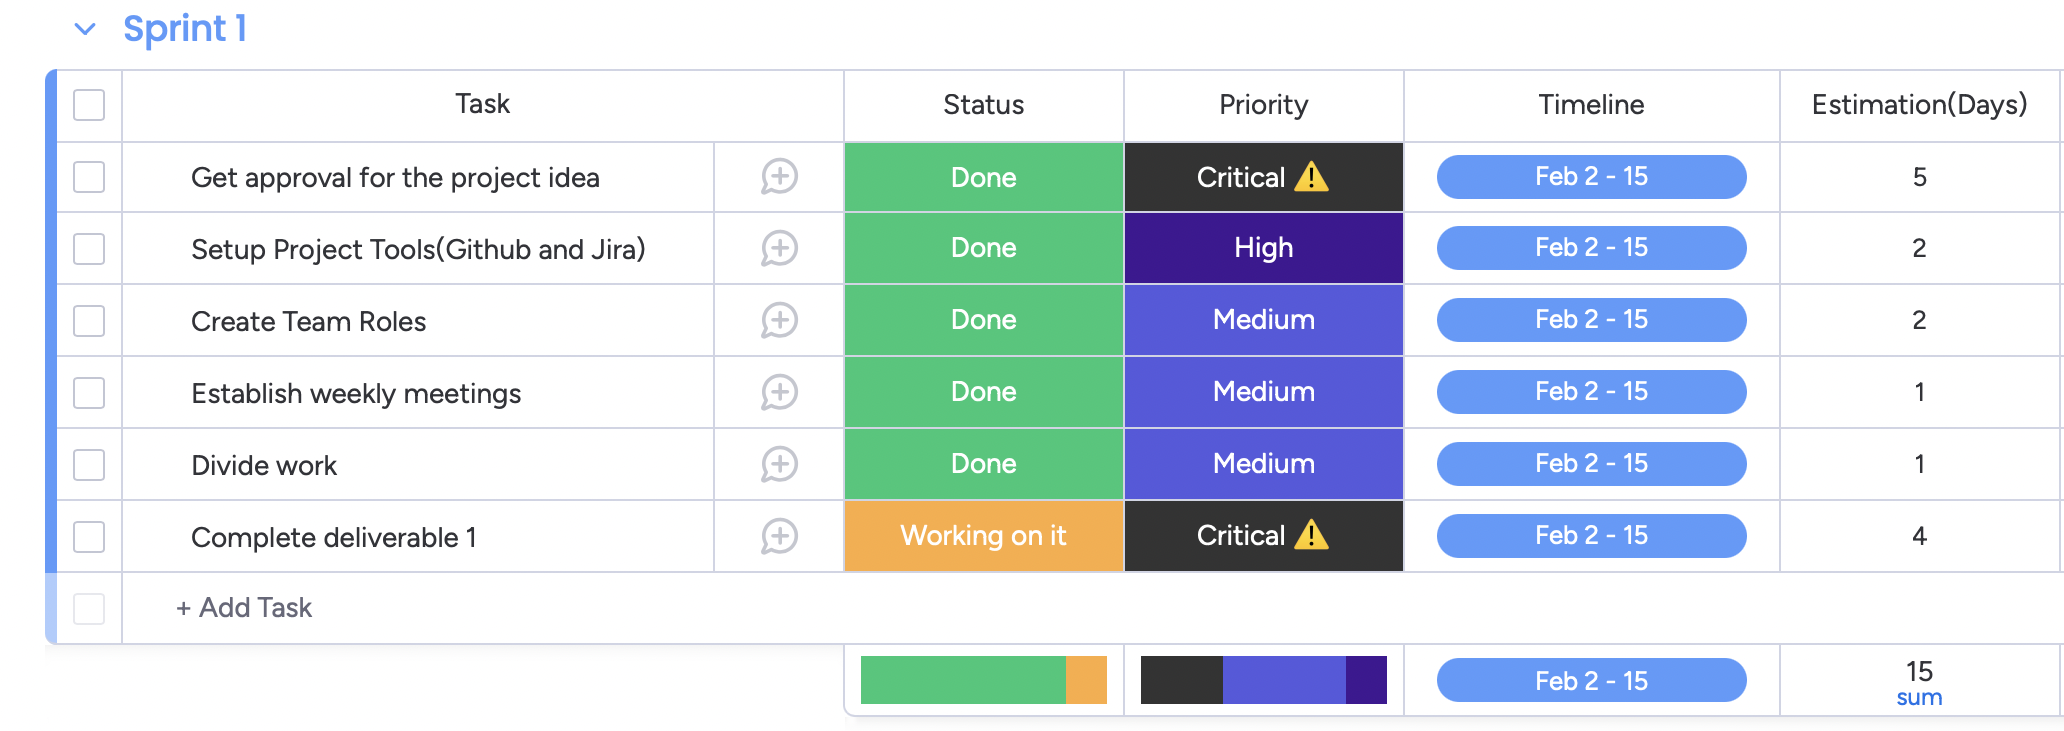 Sprint 1
Task Status Priority Timeline Estimation(Days)
Get approval for the project idea Done Critical Feb 2 - 15 5
Setup Project Tools(Github and Jira) Done High Feb 2 - 15 2
Create Team Roles Done Medium Feb 2 - 15 2
Establish weekly meetings Done Medium Feb 2 - 15 1
Divide work Done Medium Feb 2 - 15 1
Complete deliverable 1 Working on it Critical Feb 2 - 15 4
+ Add Task
Feb 2 - 15 15
sum